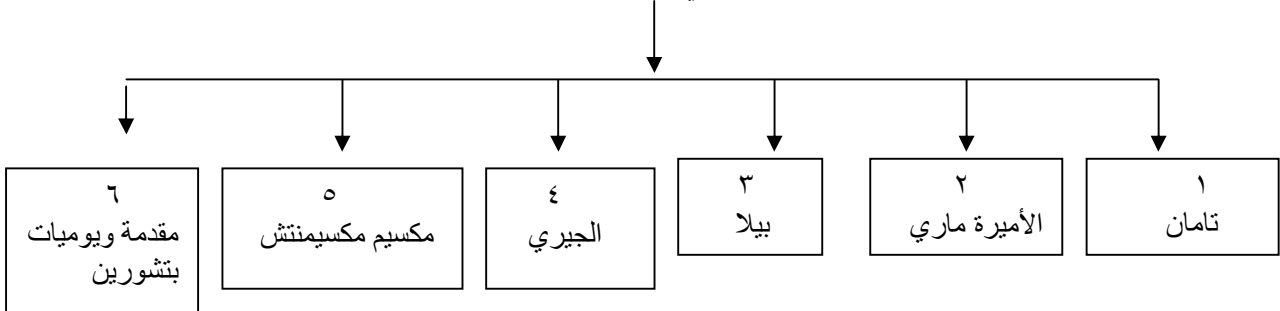 ١
تامان
٢
الأميرة ماري
٣
بيلا
٤
الجيري
٥
مكسيم مكسيمنتش
٦
مقدمة ويوميات
بتشورين